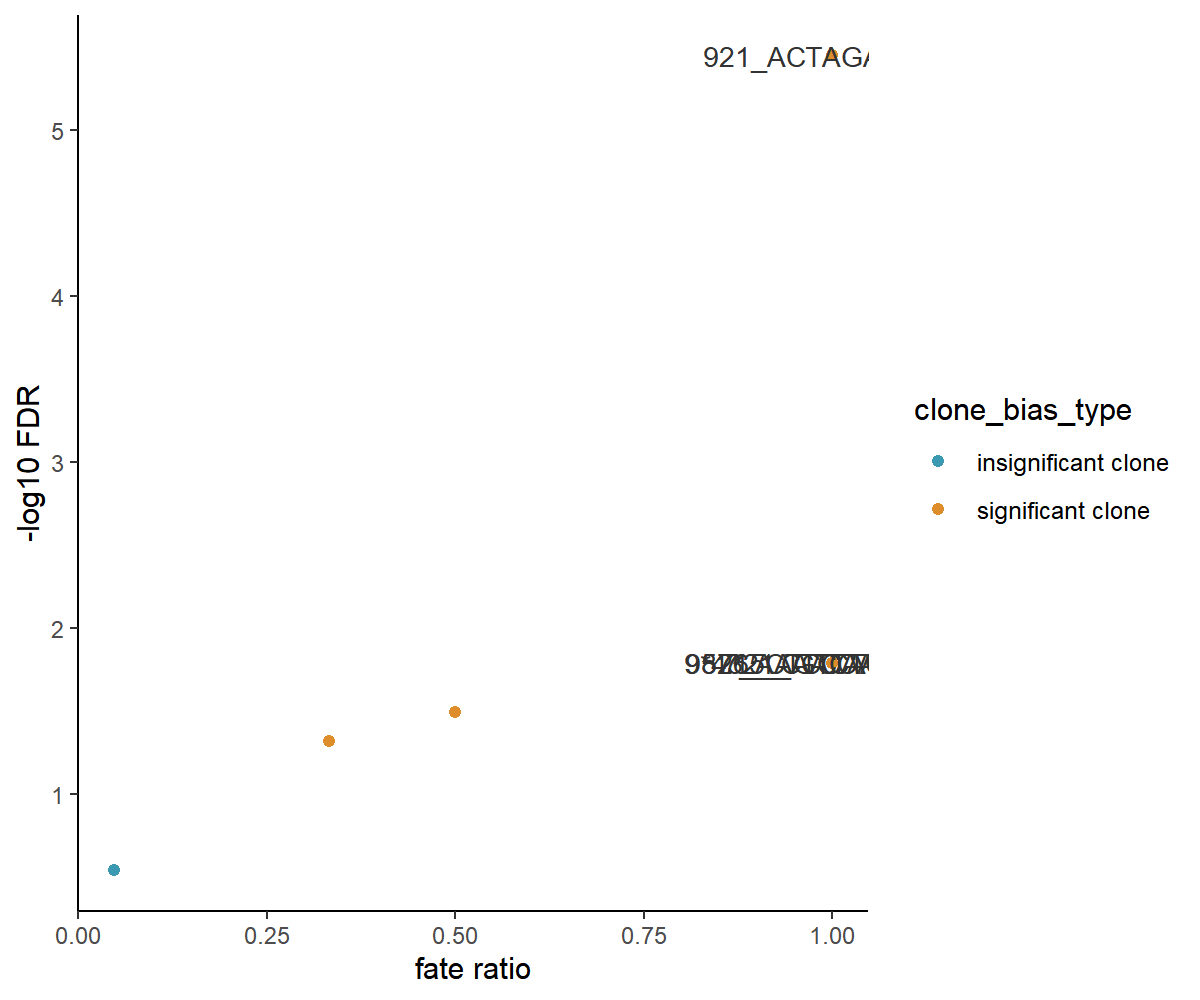 921_ACTAGA
5
4
3
2
1
-log10 FDR
0.00
0.25
0.50
0.75
1.00
fate ratio
clone_bias_type
insignificant clone
significant clone